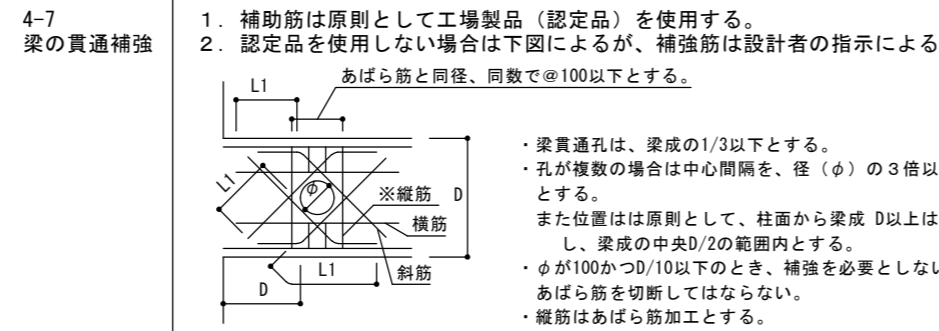 4-7
梁の貫通補強
1. 補助筋は原則として工場製品（認定品）を使用する。
2. 認定品を使用しない場合は下図によるが、補強筋は設計者の指示による
あばら筋と同径、同数で@100以下とする。
L1
L1
φ
※縦筋
D
横筋
斜筋
L1
D
・梁貫通孔は、梁成の1/3以下とする。
・孔が複数の場合は中心間隔を、径（φ）の３倍以
とする。
また位置はは原則として、柱面から梁成 D以上は
し、梁成の中央D/2の範囲内とする。
・φが100かつD/10以下のとき、補強を必要としない
あばら筋を切断してはならない。
・縦筋はあばら筋加工とする。